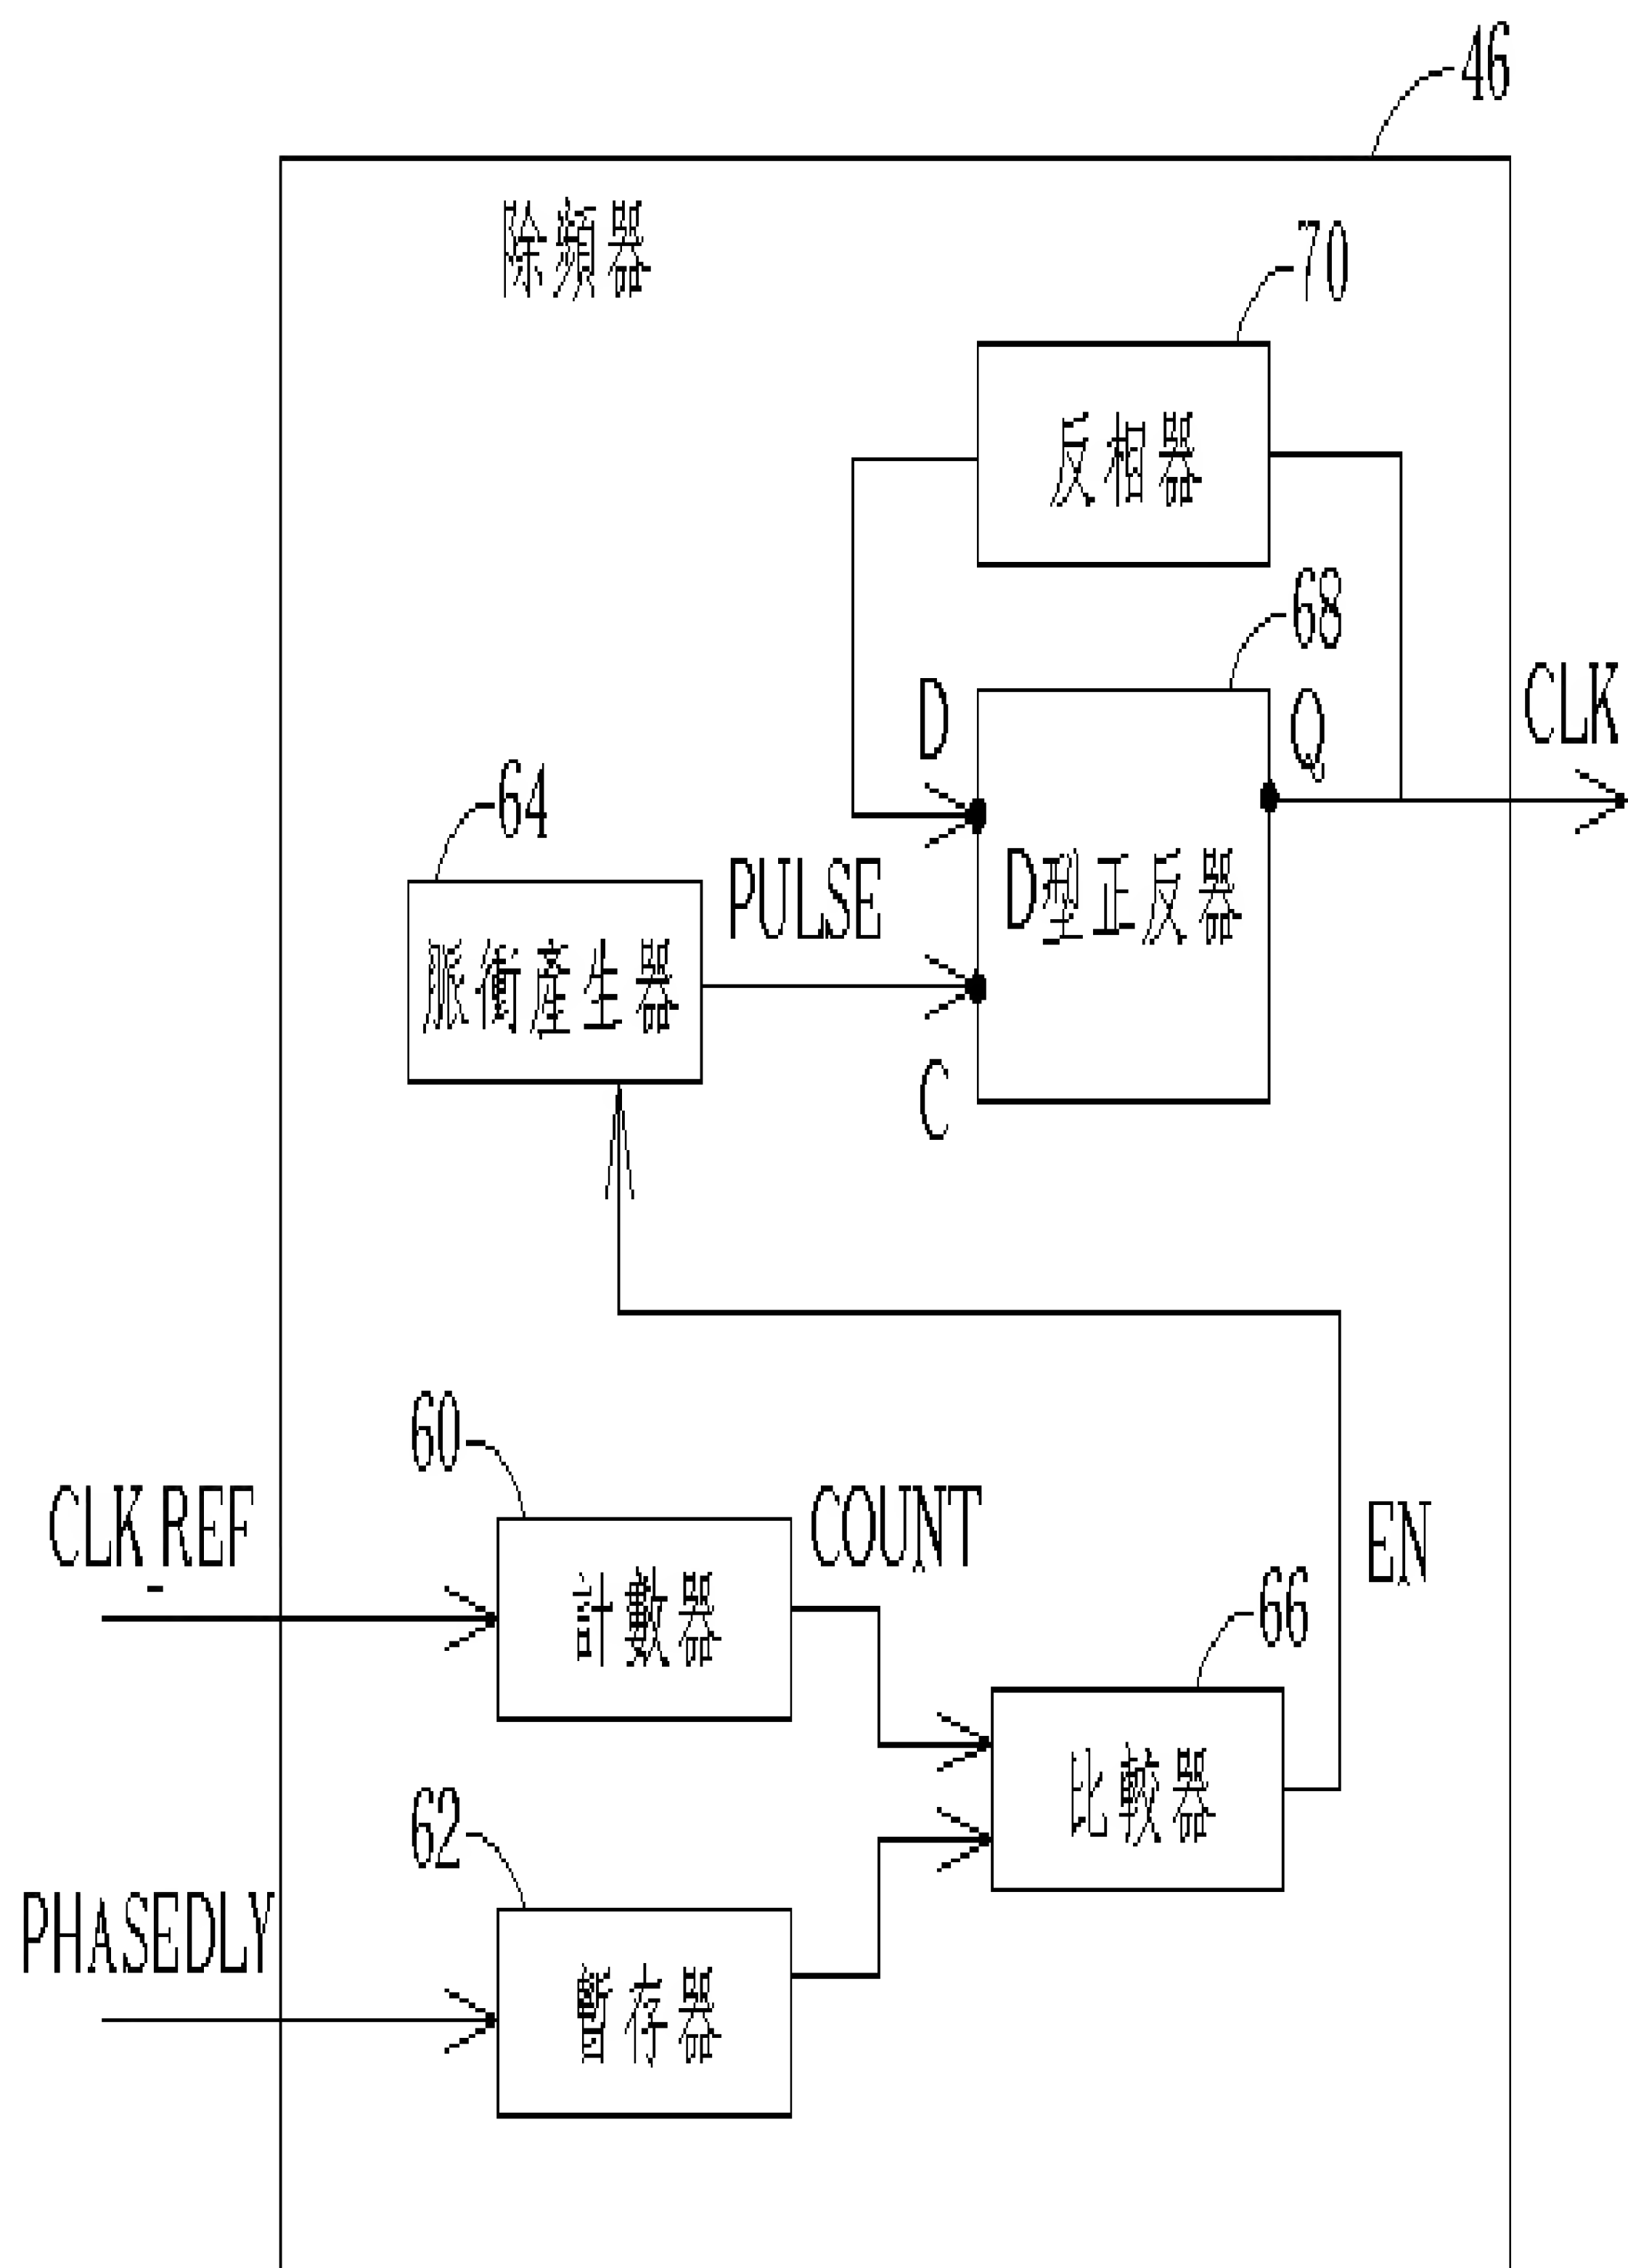 46
除頻器
70
反相器
68
D
Q
CLK
64
PULSE
D型正反器
脈衝產生器
C
60
CLK_REF
COUNT
EN
計數器
66
比較器
62
PHASEDLY
暫存器